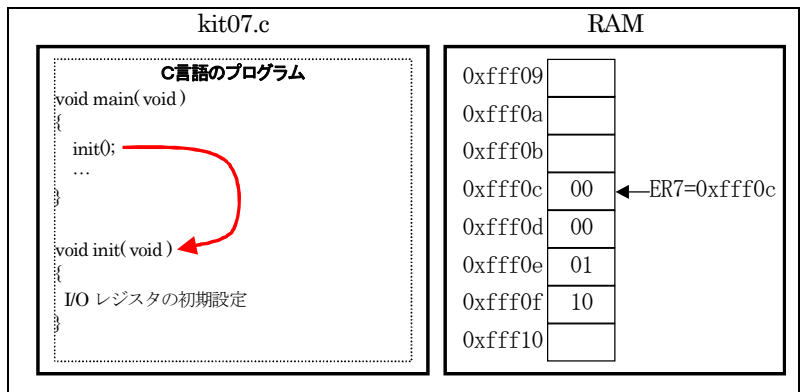 kit07.c
C言語のプログラム
void main( void )
{
init();
…
}
void init( void )
{
I/O レジスタの初期設定
}
RAM
0xfff09
0xfff0a
0xfff0b
0xfff0c 00 ER7=0xfff0c
0xfff0d 00
0xfff0e 01
0xfff0f 10
0xfff10